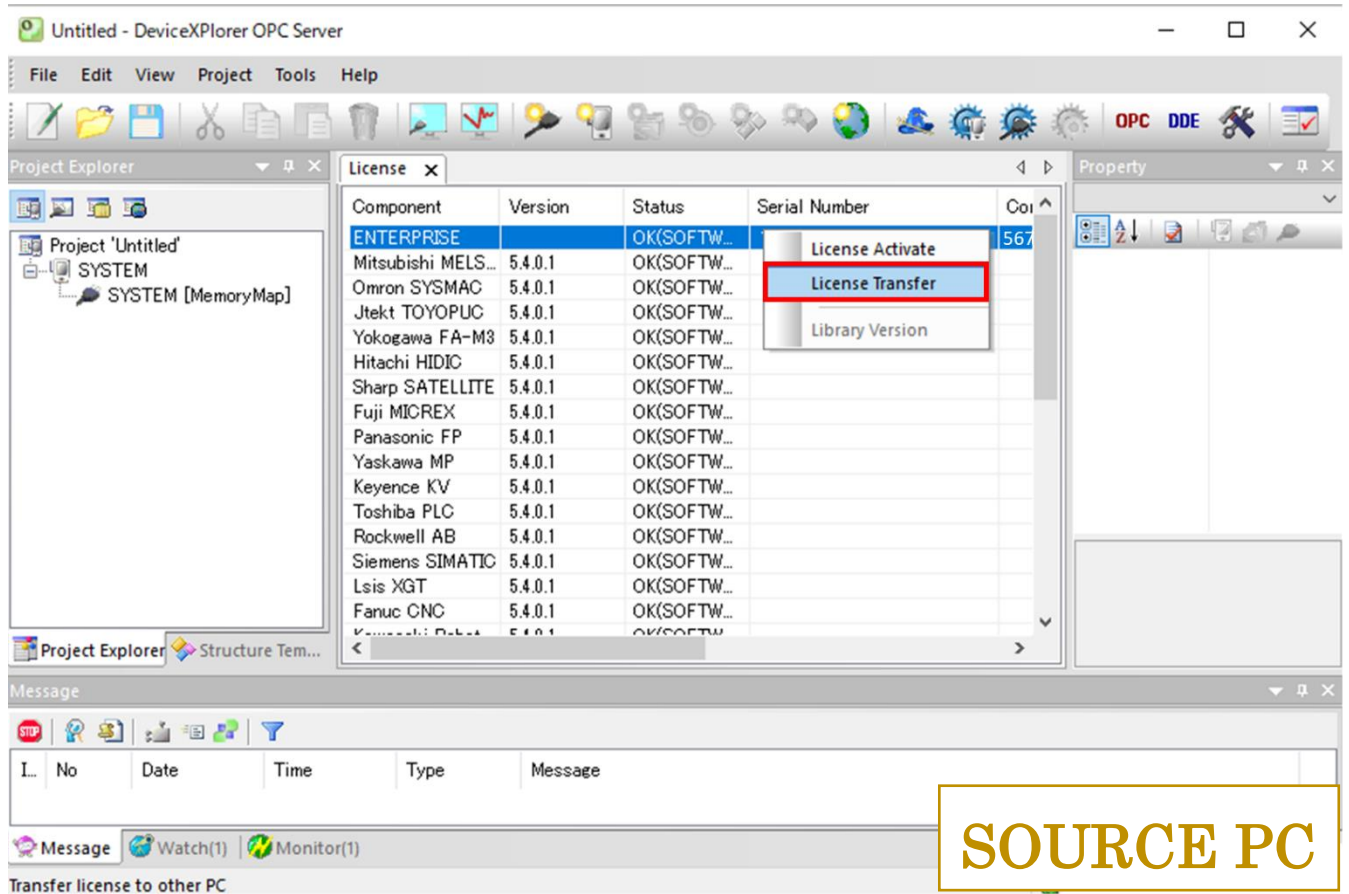 Untitled - DeviceXPlorer OPC Server
File Edit View Project Tools Help
OPC DDE
Project Explorer
License
Property
Component Version Status Serial Number
ENTERPRISE OK(SOFTW... 567
License Activate
Mitsubishi MELS... 5.4.0.1 OK(SOFTW...
License Transfer
Omron SYSMAC 5.4.0.1 OK(SOFTW...
Jtekt TOYOPUC 5.4.0.1 OK(SOFTW...
Library Version
Yokogawa FA-M3 5.4.0.1 OK(SOFTW...
Hitachi HIDIC 5.4.0.1 OK(SOFTW...
Sharp SATELLITE 5.4.0.1 OK(SOFTW...
Fuji MICREX 5.4.0.1 OK(SOFTW...
Panasonic FP 5.4.0.1 OK(SOFTW...
Yaskawa MP 5.4.0.1 OK(SOFTW...
Keyence KV 5.4.0.1 OK(SOFTW...
Toshiba PLC 5.4.0.1 OK(SOFTW...
Rockwell AB 5.4.0.1 OK(SOFTW...
Siemens SIMATIC 5.4.0.1 OK(SOFTW...
Lsis XGT 5.4.0.1 OK(SOFTW...
Fanuc CNC 5.4.0.1 OK(SOFTW...
Project 'Untitled'
SYSTEM
SYSTEM [MemoryMap]
Project Explorer Structure Tem...
Message
STOP
I... No Date Time Type Message
Message Watch(1) Monitor(1)
Transfer license to other PC
SOURCE PC